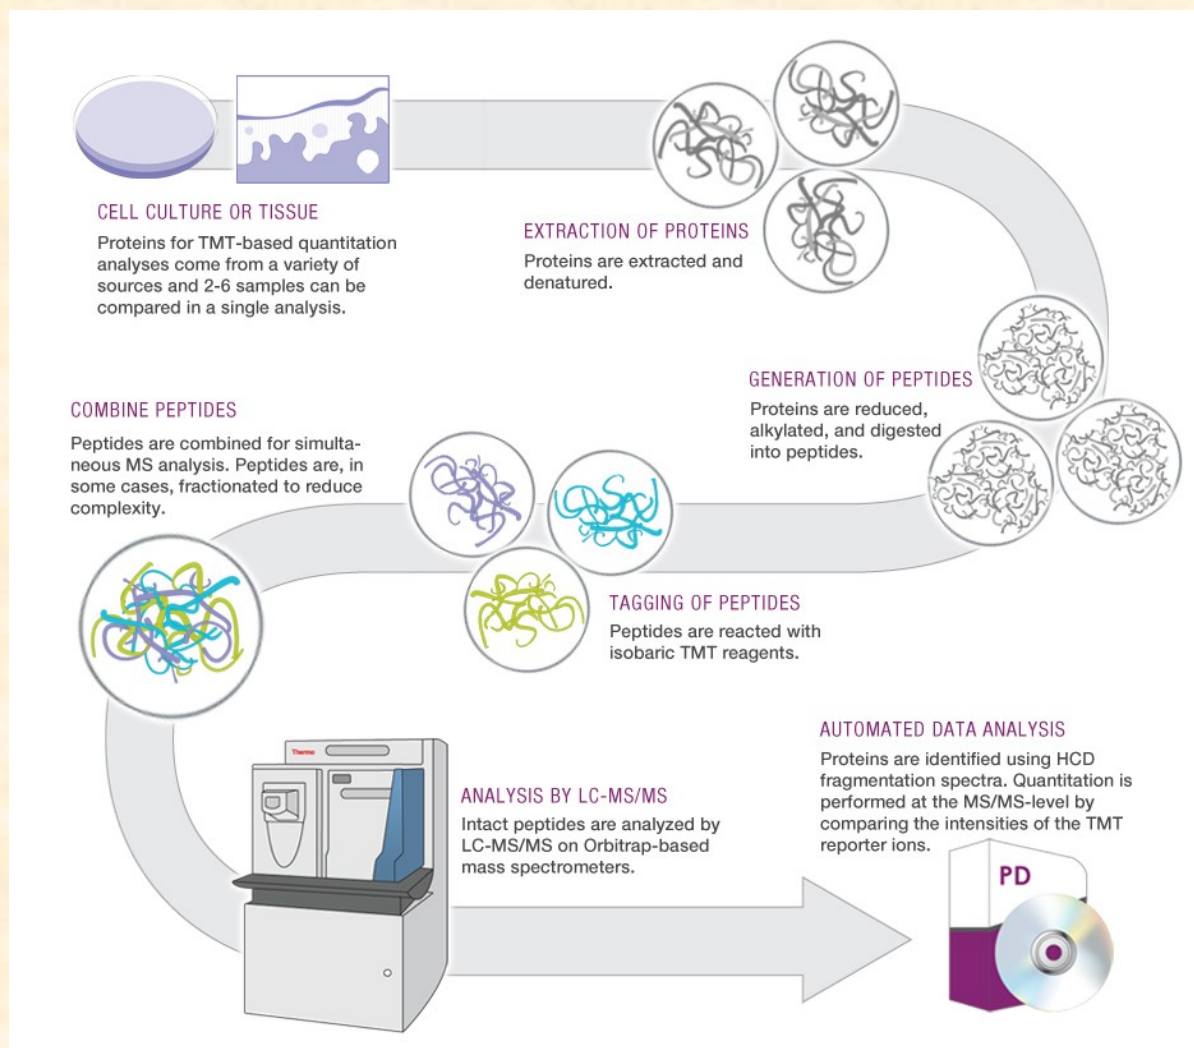 CELL CULTURE OR TISSUE
Proteins for TMT-based quantitation
analyses come from a variety of
sources and 2-6 samples can be
compared in a single analysis.
EXTRACTION OF PROTEINS
Proteins are extracted and
denatured.
GENERATION OF PEPTIDES
Proteins are reduced,
alkylated, and digested
into peptides.
TAGGING OF PEPTIDES
Peptides are reacted with
isobaric TMT reagents.
COMBINE PEPTIDES
Peptides are combined for simulta-
neous MS analysis. Peptides are, in
some cases, fractionated to reduce
complexity.
Thermo
ANALYSIS BY LC-MS/MS
Intact peptides are analyzed by
LC-MS/MS on Orbitrap-based
mass spectrometers.
AUTOMATED DATA ANALYSIS
Proteins are identified using HCD
fragmentation spectra. Quantitation is
performed at the MS/MS-level by
comparing the intensities of the TMT
reporter ions.
PD